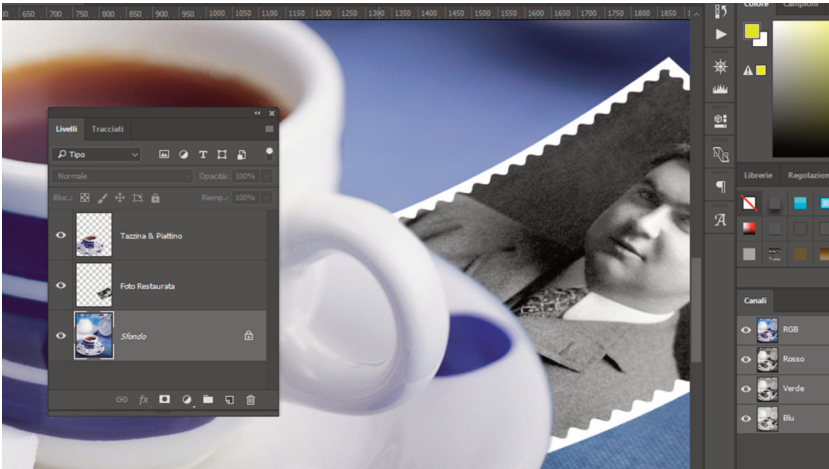 650 700 750 800 850 900 950 1000 1050 1100 1150 1200 1250 1300 1350 1400 1450 1500 1550 1600 1650 1700 1750 1800 1850
Colore Campioni
Livelli Tracciati
Tipo
Normale Opacità: 100%
Bloc.: Riemp.: 100%
Tazzina & Piattino
Foto Restaurata
Sfondo
fx
Librerie Regolazion
Canali
RGB
Rosso
Verde
Blu